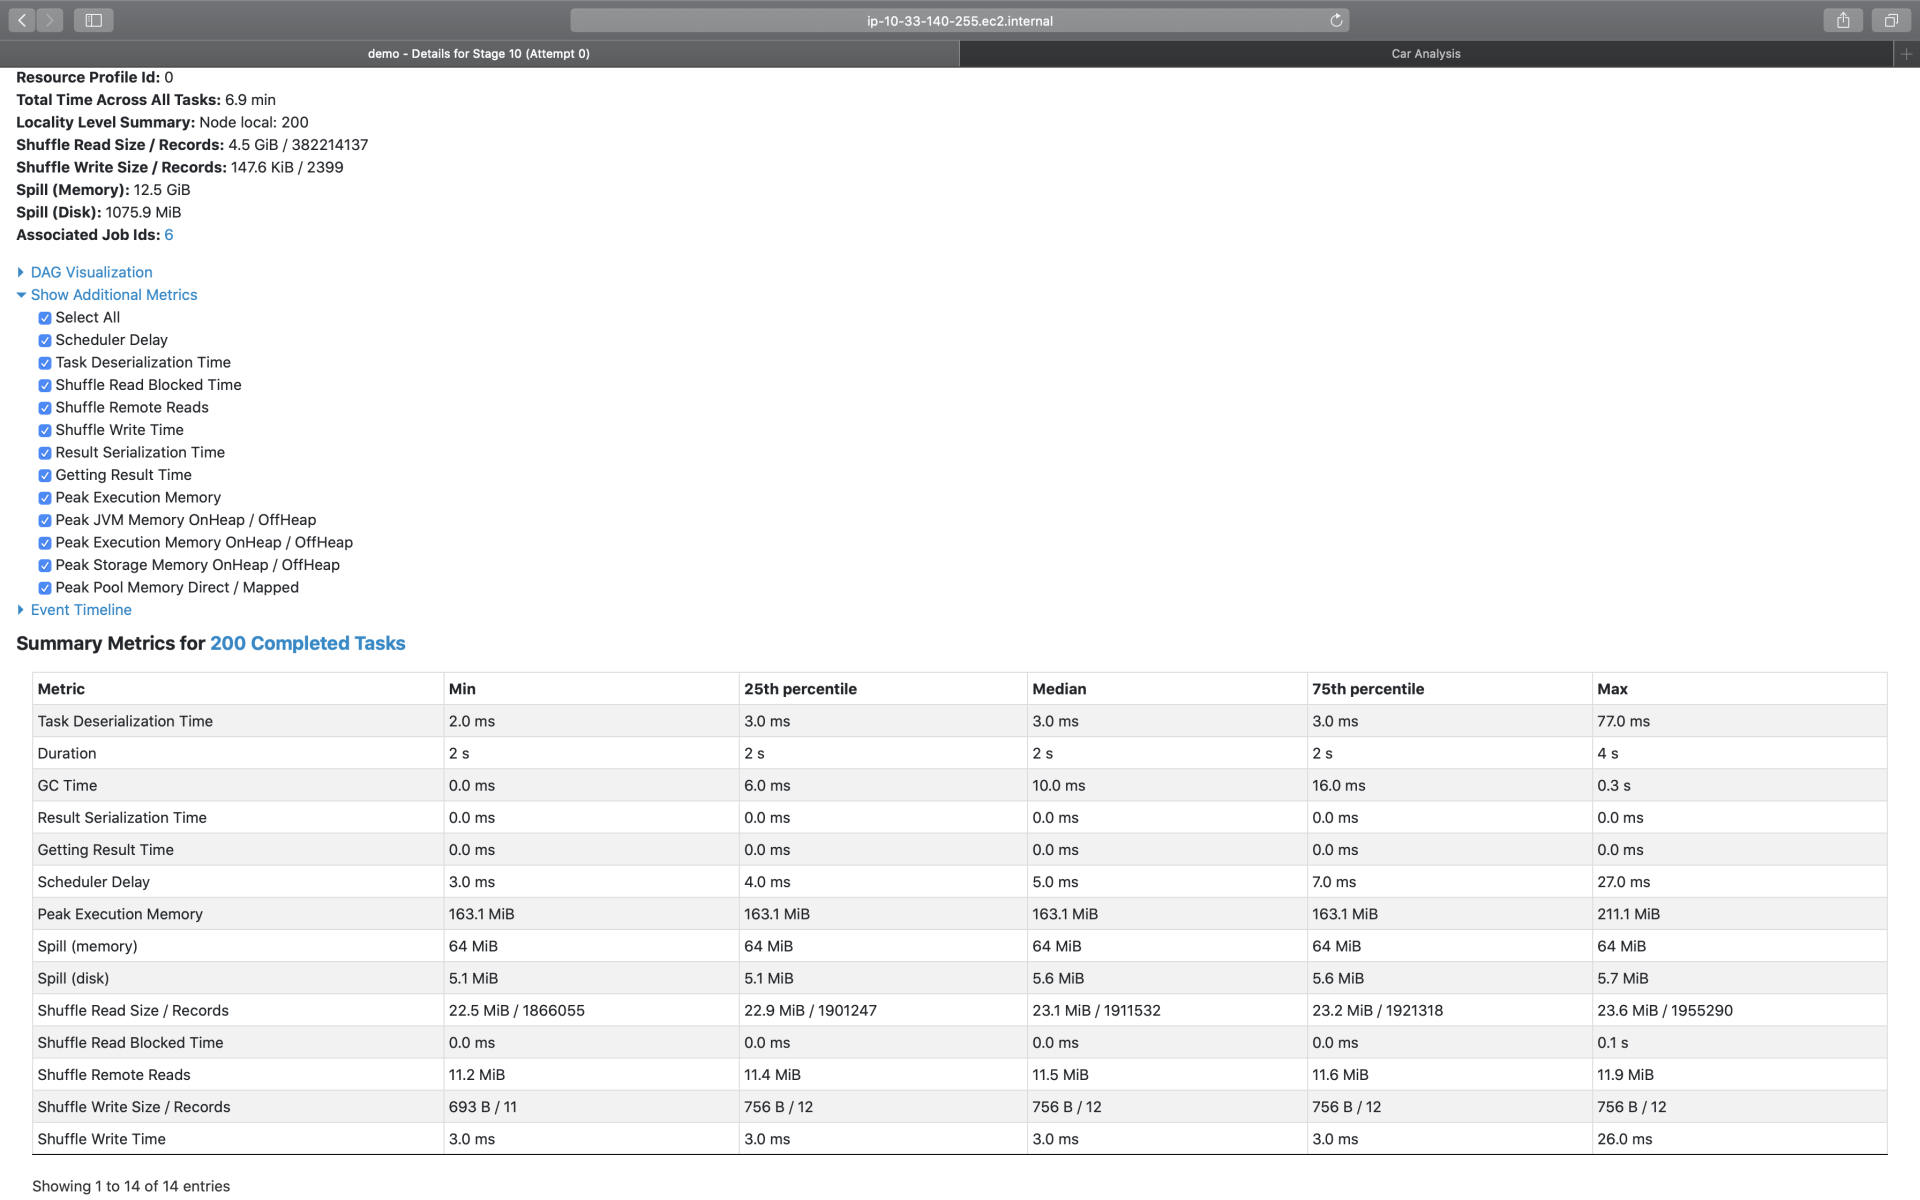 ip-10-33-140-255.ec2.internal
demo - Details for Stage 10 (Attempt 0)
Car Analysis
Resource Profile Id: 0
Total Time Across All Tasks: 6.9 min
Locality Level Summary: Node local: 200
Shuffle Read Size / Records: 4.5 GiB / 382214137
Shuffle Write Size / Records: 147.6 KiB / 2399
Spill (Memory): 12.5 GiB
Spill (Disk): 1075.9 MiB
Associated Job Ids: 6
DAG Visualization
Show Additional Metrics
Select All
Scheduler Delay
Task Deserialization Time
Shuffle Read Blocked Time
Shuffle Remote Reads
Shuffle Write Time
Result Serialization Time
Getting Result Time
Peak Execution Memory
Peak JVM Memory OnHeap / OffHeap
Peak Execution Memory OnHeap / OffHeap
Peak Storage Memory OnHeap / OffHeap
Peak Pool Memory Direct / Mapped
Event Timeline
Summary Metrics for 200 Completed Tasks
Metric Min 25th percentile Median 75th percentile Max
Task Deserialization Time 2.0 ms 3.0 ms 3.0 ms 3.0 ms 77.0 ms
Duration 2 s 2 s 2 s 2 s 4 s
GC Time 0.0 ms 6.0 ms 10.0 ms 16.0 ms 0.3 s
Result Serialization Time 0.0 ms 0.0 ms 0.0 ms 0.0 ms 0.0 ms
Getting Result Time 0.0 ms 0.0 ms 0.0 ms 0.0 ms 0.0 ms
Scheduler Delay 3.0 ms 4.0 ms 5.0 ms 7.0 ms 27.0 ms
Peak Execution Memory 163.1 MiB 163.1 MiB 163.1 MiB 163.1 MiB 211.1 MiB
Spill (memory) 64 MiB 64 MiB 64 MiB 64 MiB 64 MiB
Spill (disk) 5.1 MiB 5.1 MiB 5.6 MiB 5.6 MiB 5.7 MiB
Shuffle Read Size / Records 22.5 MiB / 1866055 22.9 MiB / 1901247 23.1 MiB / 1911532 23.2 MiB / 1921318 23.6 MiB / 1955290
Shuffle Read Blocked Time 0.0 ms 0.0 ms 0.0 ms 0.0 ms 0.1 s
Shuffle Remote Reads 11.2 MiB 11.4 MiB 11.5 MiB 11.6 MiB 11.9 MiB
Shuffle Write Size / Records 693 B / 11 756 B / 12 756 B / 12 756 B / 12 756 B / 12
Shuffle Write Time 3.0 ms 3.0 ms 3.0 ms 3.0 ms 26.0 ms
Showing 1 to 14 of 14 entries